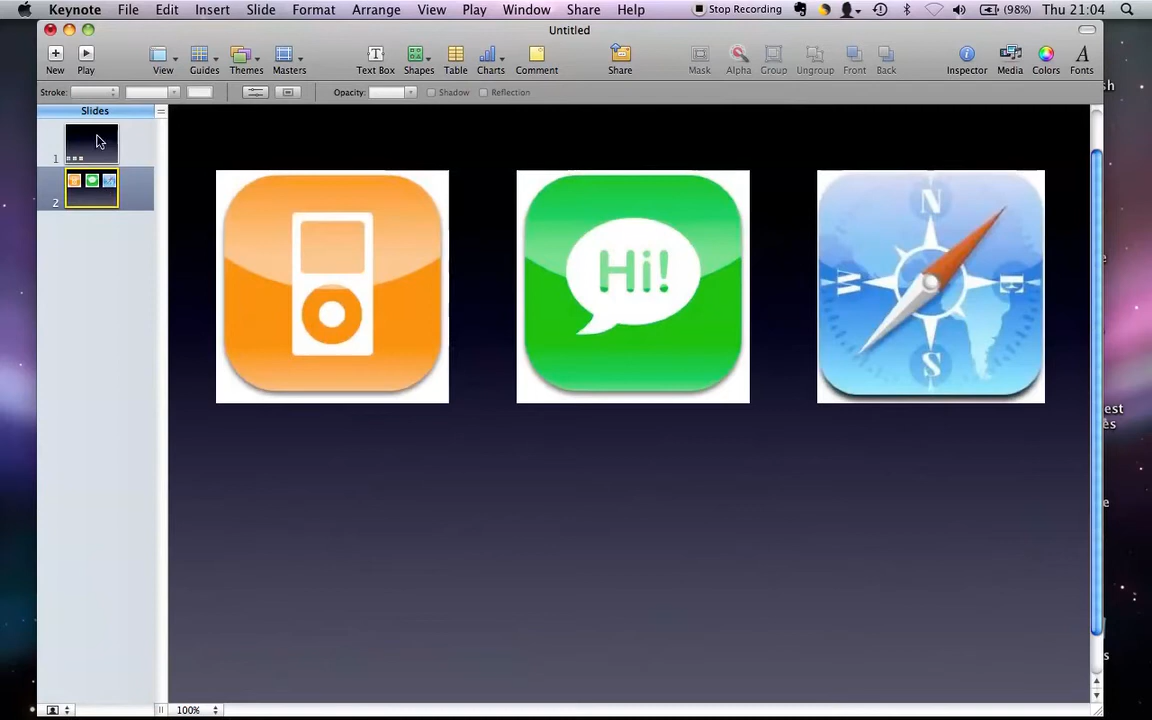 Keynote File Edit Insert Slide Format Arrange View Play Window Share Help Stop Recording (98%) Thu 21:04
Untitled
New Play View Guides Themes Masters Text Box Shapes Table Charts Comment Share Mask Alpha Group Ungroup Front Back Inspector Media Colors Fonts
Stroke: Opacity: Shadow Reflection
Slides
1
2
Hi!
N
W E
S
100%